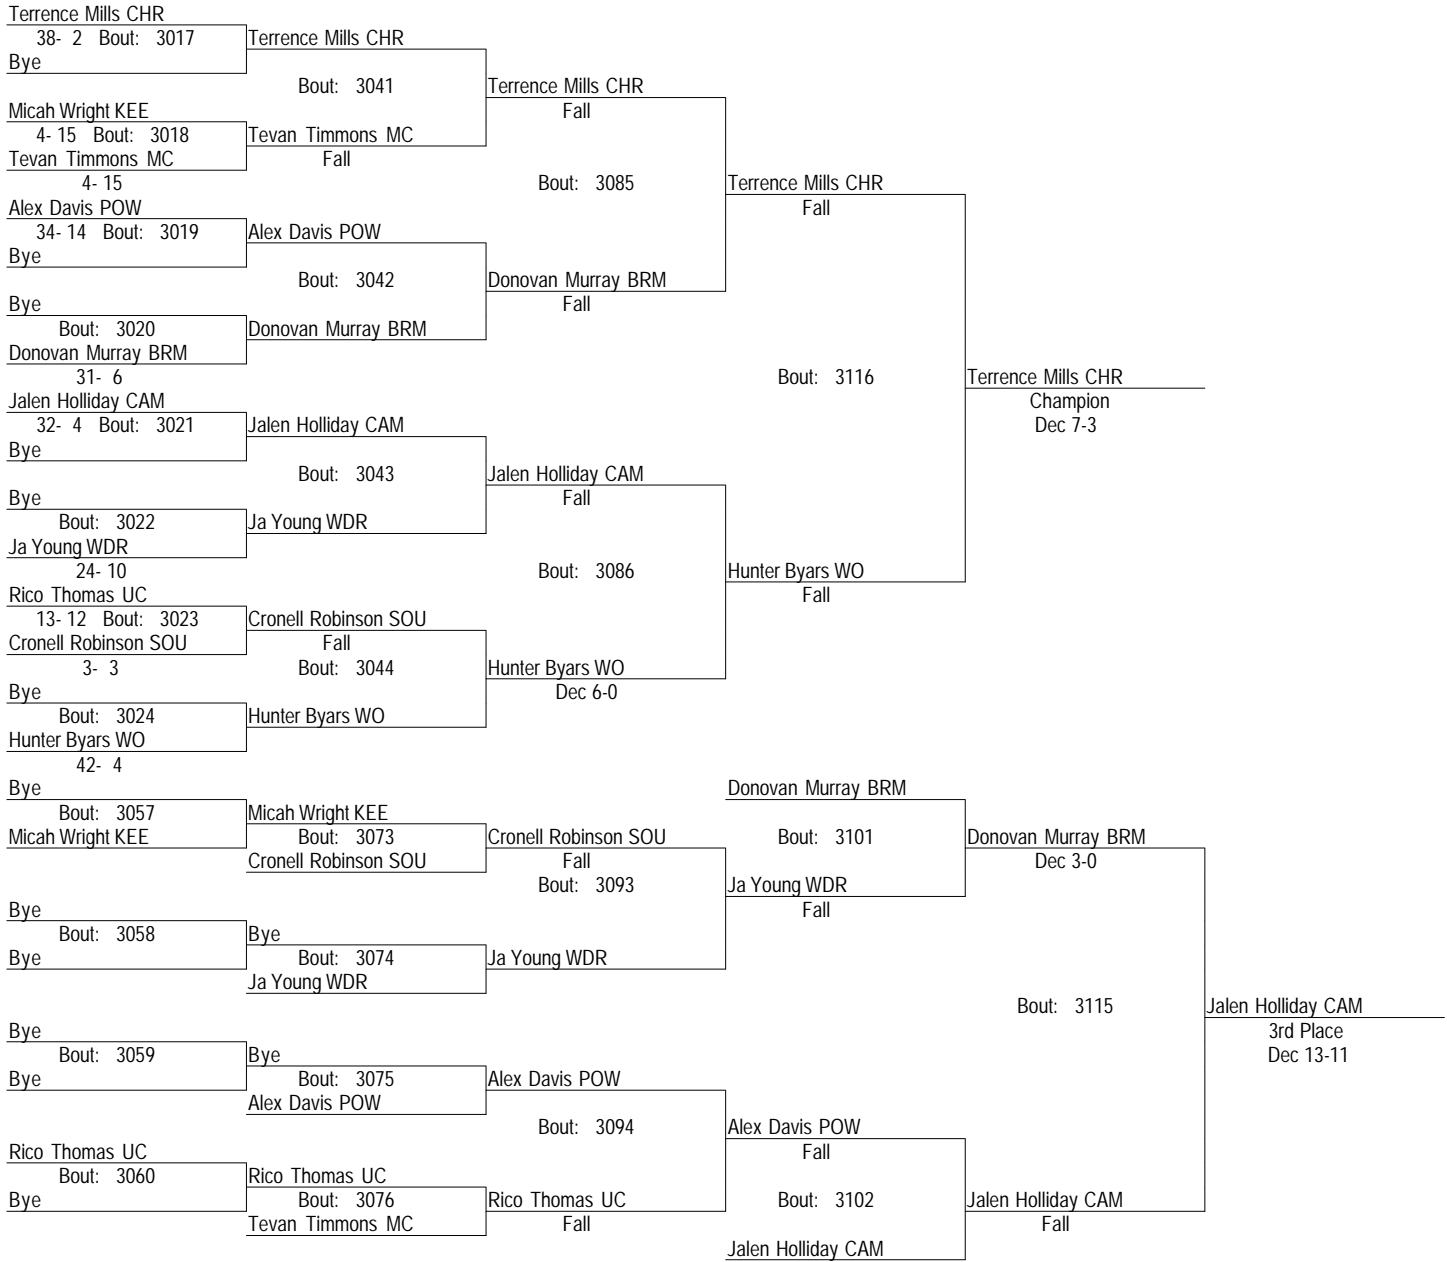 Terrence Mills CHR
38- 2 Bout: 3017
Terrence Mills CHR
Bye
Bout: 3041
Terrence Mills CHR
Micah Wright KEE
Fall
4- 15 Bout: 3018
Tevan Timmons MC
Tevan Timmons MC
Fall
4- 15
Bout: 3085
Terrence Mills CHR
Alex Davis POW
Fall
34- 14 Bout: 3019
Alex Davis POW
Bye
Bout: 3042
Donovan Murray BRM
Bye
Fall
Bout: 3020
Donovan Murray BRM
Donovan Murray BRM
31- 6
Bout: 3116
Terrence Mills CHR
Jalen Holliday CAM
Champion
32- 4 Bout: 3021
Jalen Holliday CAM
Dec 7-3
Bye
Bout: 3043
Jalen Holliday CAM
Bye
Fall
Bout: 3022
Ja Young WDR
Ja Young WDR
24- 10
Bout: 3086
Hunter Byars WO
Rico Thomas UC
Fall
13- 12 Bout: 3023
Cronell Robinson SOU
Cronell Robinson SOU
Fall
3- 3
Bout: 3044
Hunter Byars WO
Bye
Dec 6-0
Bout: 3024
Hunter Byars WO
Hunter Byars WO
42- 4
Bye
Donovan Murray BRM
Bout: 3057
Micah Wright KEE
Micah Wright KEE
Bout: 3073
Cronell Robinson SOU
Bout: 3101
Donovan Murray BRM
Cronell Robinson SOU
Fall
Dec 3-0
Bout: 3093
Ja Young WDR
Bye
Fall
Bout: 3058
Bye
Bye
Bout: 3074
Ja Young WDR
Ja Young WDR
Bout: 3115
Jalen Holliday CAM
Bye
3rd Place
Bout: 3059
Bye
Dec 13-11
Bye
Bout: 3075
Alex Davis POW
Alex Davis POW
Bout: 3094
Alex Davis POW
Rico Thomas UC
Fall
Bout: 3060
Rico Thomas UC
Bye
Bout: 3076
Rico Thomas UC
Bout: 3102
Jalen Holliday CAM
Tevan Timmons MC
Fall
Fall
Jalen Holliday CAM